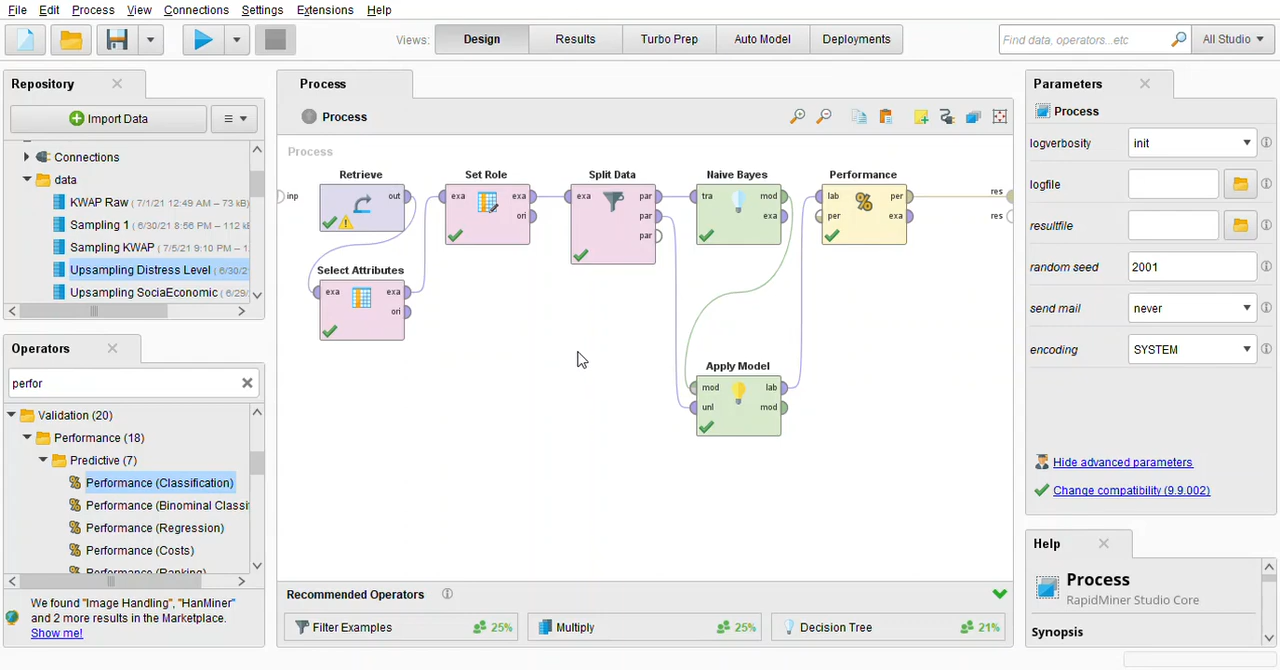 File Edit Process View Connections Settings Extensions Help
Views: Design Results Turbo Prep Auto Model Deployments
Find data, operators...etc
All Studio
Repository
Import Data
Connections
data
KWAP Raw (7/1/21 12:49 AM – 73 kB)
Sampling 1 (6/30/21 8:56 PM – 112 kB
Sampling KWAP (7/5/21 9:10 PM – 1
Upsampling Distress Level (6/30/2
Upsampling SociaEconomic (6/29/
Operators
perfor
Validation (20)
Performance (18)
Predictive (7)
Performance (Classification)
Performance (Binominal Classif
Performance (Regression)
Performance (Costs)
Performance (Ranking)
We found "Image Handling", "HanMiner"
and 2 more results in the Marketplace.
Show me!
Process
Process
Process
inp
Retrieve
out
Select Attributes
exa exa
ori
Set Role
exa exa
ori
Split Data
exa par
par
par
Naive Bayes
tra mod
exa
Performance
lab per
per exa
res
res
Apply Model
mod lab
unl mod
Recommended Operators
Filter Examples 25%
Multiply 25%
Decision Tree 21%
Parameters
Process
logverbosity init
logfile
resultfile
random seed 2001
send mail never
encoding SYSTEM
Hide advanced parameters
Change compatibility (9.9.002)
Help
Process
RapidMiner Studio Core
Synopsis